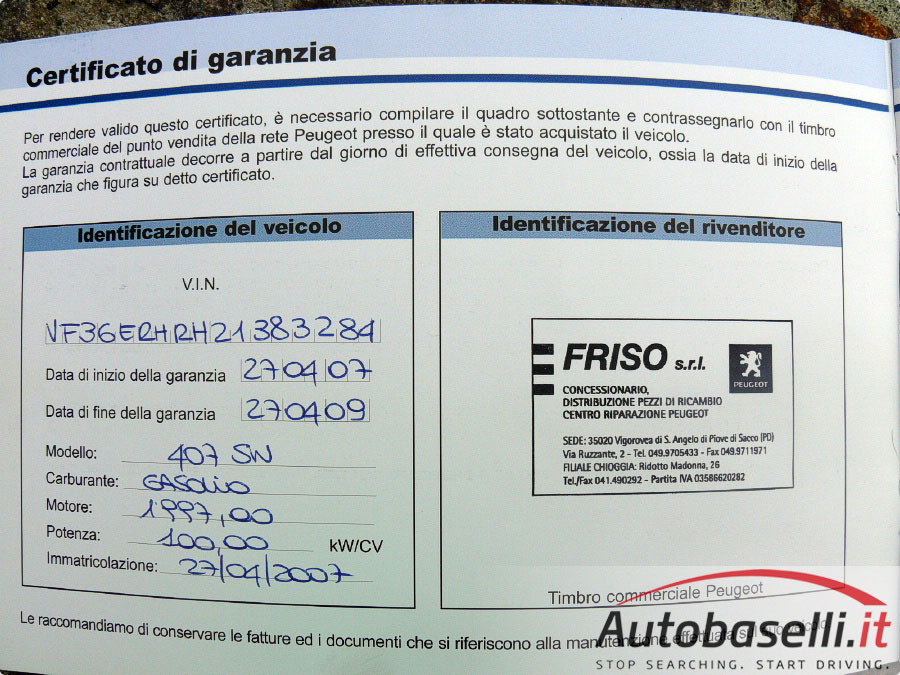 Certificato di garanzia
Per rendere valido questo certificato, è necessario compilare il quadro sottostante e contrassegnarlo con il timbro
commerciale del punto vendita della rete Peugeot presso il quale è stato acquistato il veicolo.
La garanzia contrattuale decorre a partire dal giorno di effettiva consegna del veicolo, ossia la data di inizio della
garanzia che figura su detto certificato.
Identificazione del veicolo
V.I.N.
VF36ERHRH21383284
Data di inizio della garanzia 270407
Data di fine della garanzia 270409
Modello: 407 SW
Carburante: GASOLIO
Motore: 1997,00
Potenza: 100,00 kW/CV
Immatricolazione: 27/04/2007
Identificazione del rivenditore
FRISO s.r.l.
PEUGEOT
CONCESSIONARIO,
DISTRIBUZIONE PEZZI DI RICAMBIO
CENTRO RIPARAZIONE PEUGEOT
SEDE: 35020 Vigorovea di S. Angelo di Piove di Sacco (PD)
Via Ruzzante, 2 - Tel. 049.9705433 - Fax 049.9711971
FILIALE CHIOGGIA: Ridotto Madonna, 26
Tel./Fax 041.490292 - Partita IVA 03586620282
Timbro commerciale Peugeot
Le raccomandiamo di conservare le fatture ed i documenti che si riferiscono alla manutenzione effettuata sul suo veicolo
Autobaselli.it
STOP SEARCHING. START DRIVING.